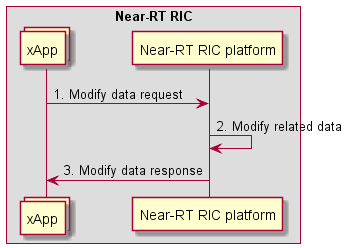 Near-RT RIC
xApp
Near-RT RIC platform
1. Modify data request
2. Modify related data
3. Modify data response
xApp
Near-RT RIC platform